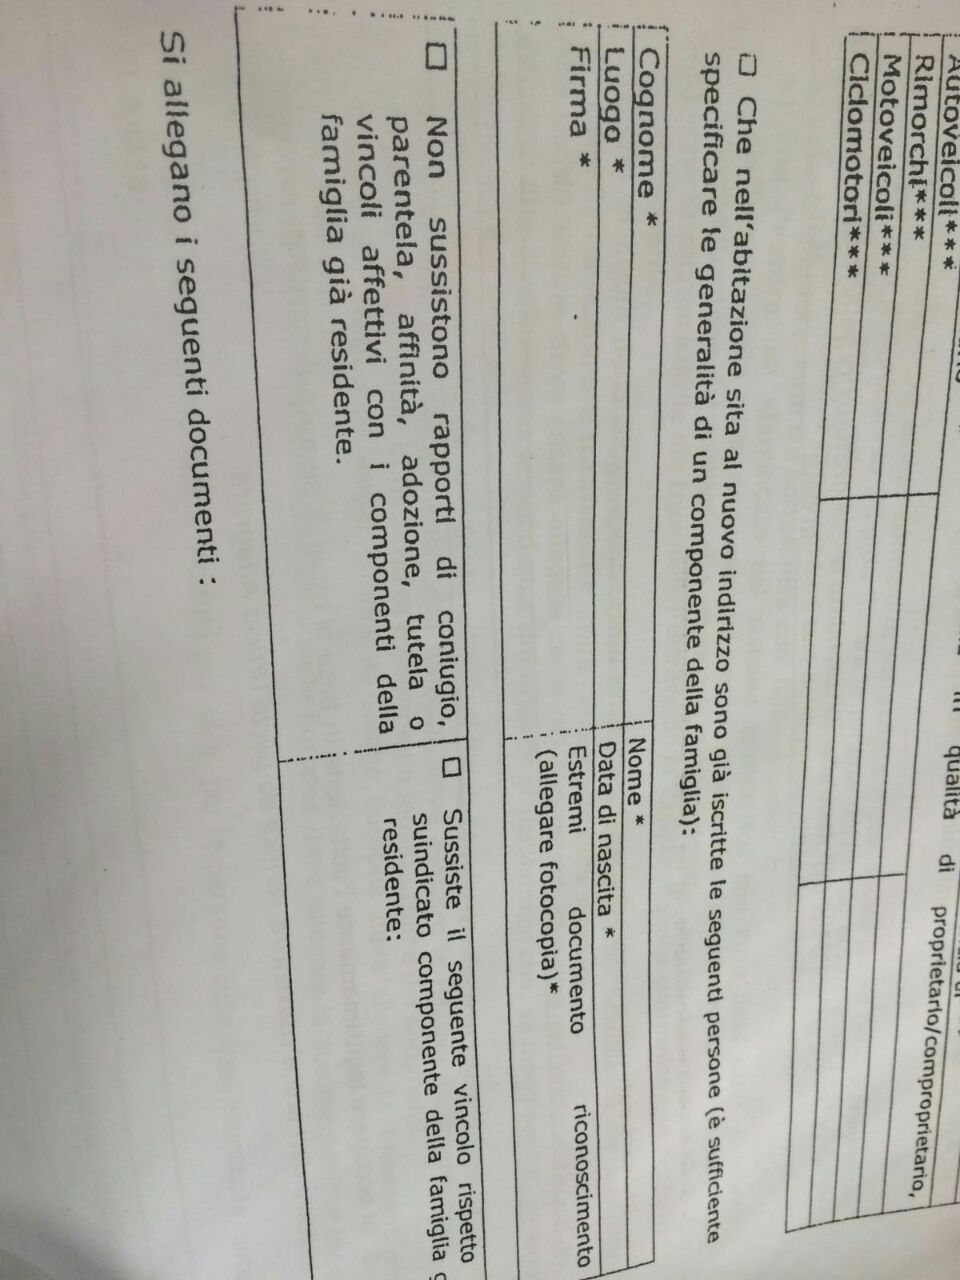 in qualità di proprietario/comproprietario,
Autoveicoli***
Rimorchi***
Motoveicoli***
Ciclomotori***
☐ Che nell'abitazione sita al nuovo indirizzo sono già iscritte le seguenti persone (è sufficiente
specificare le generalità di un componente della famiglia):
Cognome * Nome *
Luogo * Data di nascita *
Firma * Estremi documento riconoscimento
(allegare fotocopia)*
☐ Non sussistono rapporti di coniugio,
parentela, affinità, adozione, tutela o
vincoli affettivi con i componenti della
famiglia già residente.
☐ Sussiste il seguente vincolo rispetto
suindicato componente della famiglia
residente:
Si allegano i seguenti documenti :